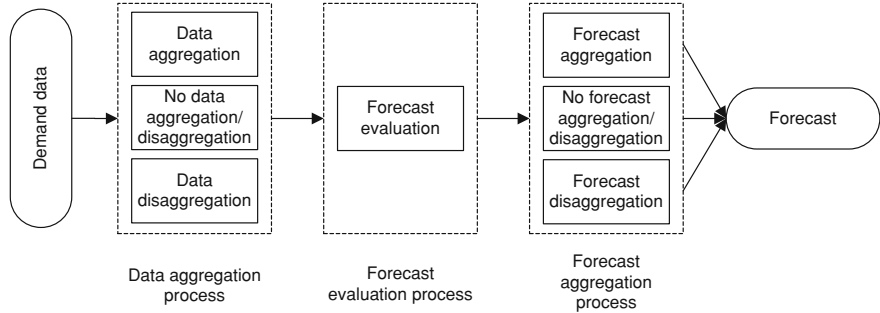 Demand data
Data
aggregation
No data
aggregation/
disaggregation
Data
disaggregation
Data aggregation
process
Forecast
evaluation
Forecast
evaluation process
Forecast
aggregation
No forecast
aggregation/
disaggregation
Forecast
disaggregation
Forecast
aggregation
process
Forecast